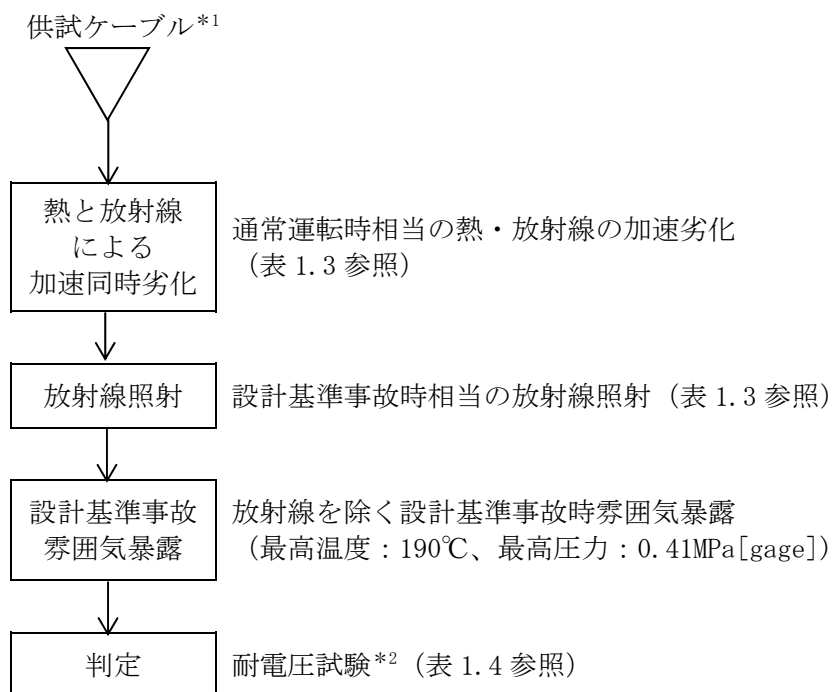 供試ケーブル*1
熱と放射線
による
加速同時劣化
通常運転時相当の熱・放射線の加速劣化
（表 1.3 参照）
放射線照射
設計基準事故時相当の放射線照射（表 1.3 参照）
設計基準事故
雰囲気暴露
放射線を除く設計基準事故時雰囲気暴露
（最高温度：190℃、最高圧力：0.41MPa[gage]）
判定
耐電圧試験*2（表 1.4 参照）